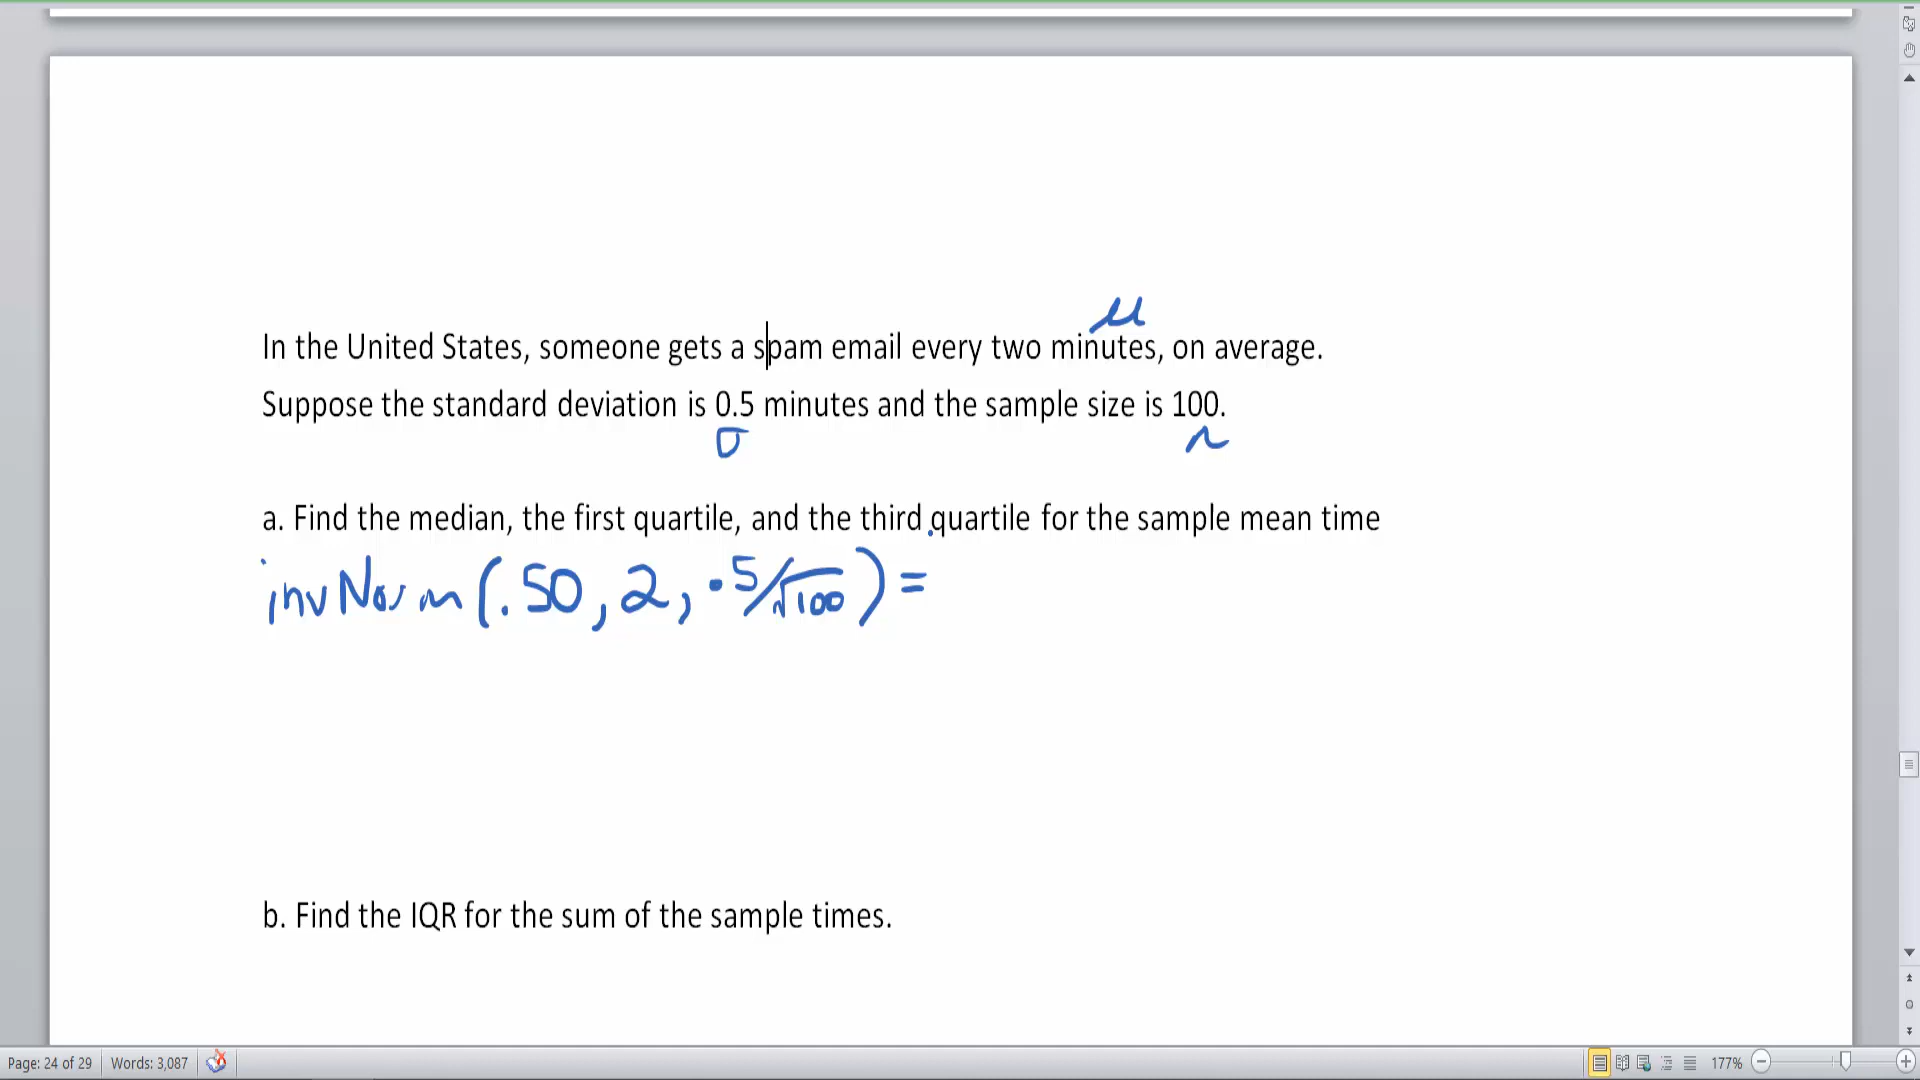 μ
In the United States, someone gets a spam email every two minutes, on average.
Suppose the standard deviation is 0.5 minutes and the sample size is 100.
σ n
a. Find the median, the first quartile, and the third quartile for the sample mean time
invNorm(.50, 2, .5/√100) =
b. Find the IQR for the sum of the sample times.
Page: 24 of 29 Words: 3,087 177%